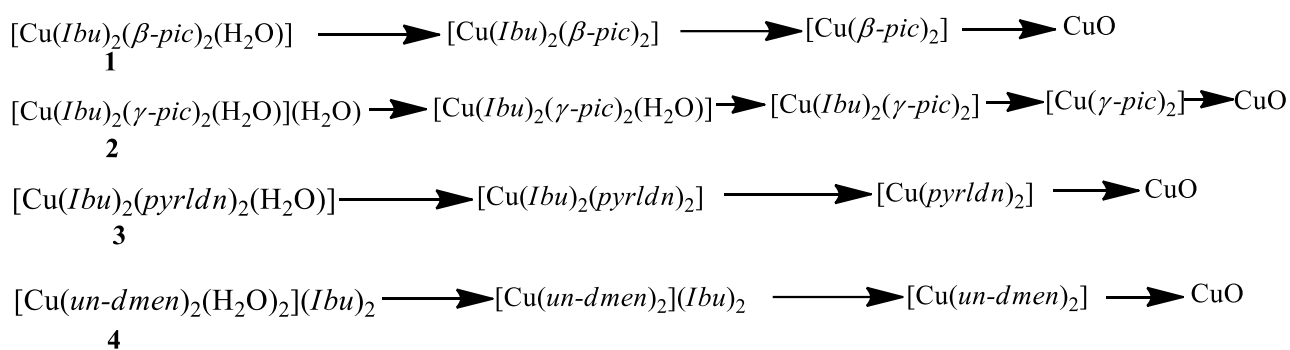 [Cu(Ibu)₂(β-pic)₂(H₂O)] [Cu(Ibu)₂(β-pic)₂] [Cu(β-pic)₂] CuO
1
[Cu(Ibu)₂(γ-pic)₂(H₂O)](H₂O) [Cu(Ibu)₂(γ-pic)₂(H₂O)] [Cu(Ibu)₂(γ-pic)₂] [Cu(γ-pic)₂] CuO
2
[Cu(Ibu)₂(pyrldn)₂(H₂O)] [Cu(Ibu)₂(pyrldn)₂] [Cu(pyrldn)₂] CuO
3
[Cu(un-dmen)₂(H₂O)₂](Ibu)₂ [Cu(un-dmen)₂](Ibu)₂ [Cu(un-dmen)₂] CuO
4